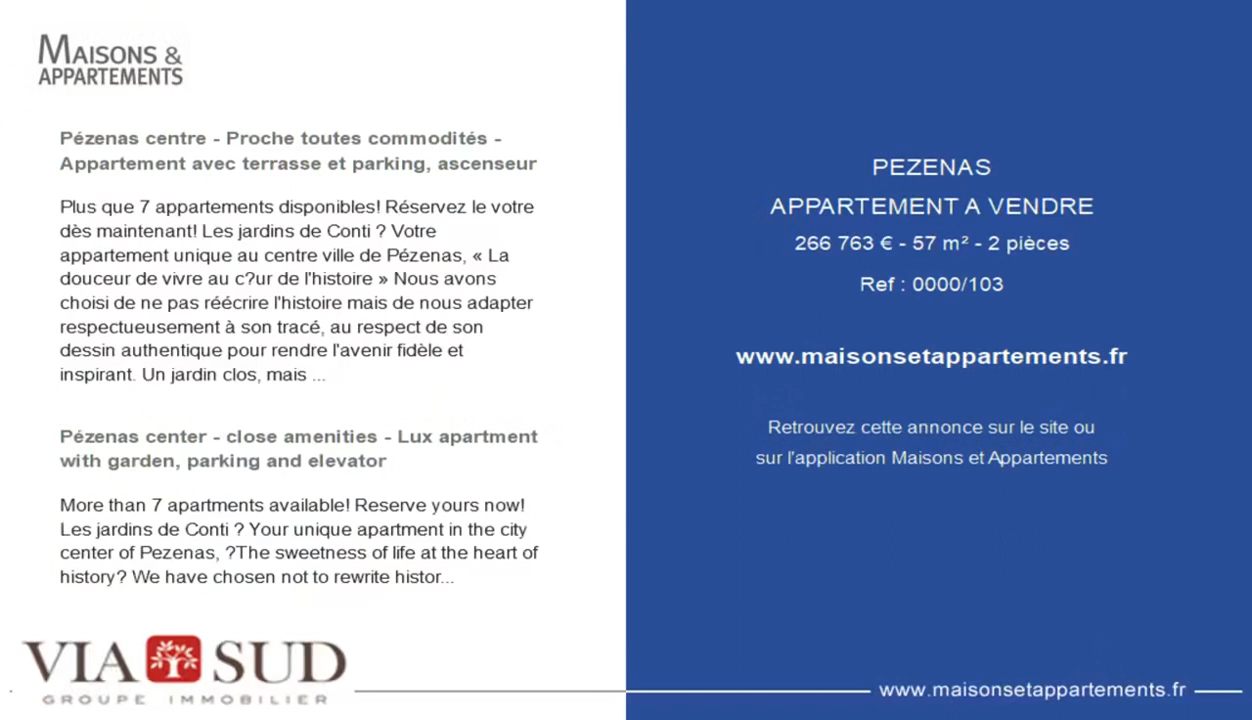 MAISONS &
APPARTEMENTS
Pézenas centre - Proche toutes commodités -
Appartement avec terrasse et parking, ascenseur
Plus que 7 appartements disponibles! Réservez le votre
dès maintenant! Les jardins de Conti ? Votre
appartement unique au centre ville de Pézenas, « La
douceur de vivre au c?ur de l'histoire » Nous avons
choisi de ne pas réécrire l'histoire mais de nous adapter
respectueusement à son tracé, au respect de son
dessin authentique pour rendre l'avenir fidèle et
inspirant. Un jardin clos, mais ...
Pézenas center - close amenities - Lux apartment
with garden, parking and elevator
More than 7 apartments available! Reserve yours now!
Les jardins de Conti ? Your unique apartment in the city
center of Pezenas, ?The sweetness of life at the heart of
history? We have chosen not to rewrite histor...
VIA SUD
GROUPE IMMOBILIER
PEZENAS
APPARTEMENT A VENDRE
266 763 € - 57 m² - 2 pièces
Ref : 0000/103
www.maisonsetappartements.fr
Retrouvez cette annonce sur le site ou
sur l'application Maisons et Appartements
www.maisonsetappartements.fr